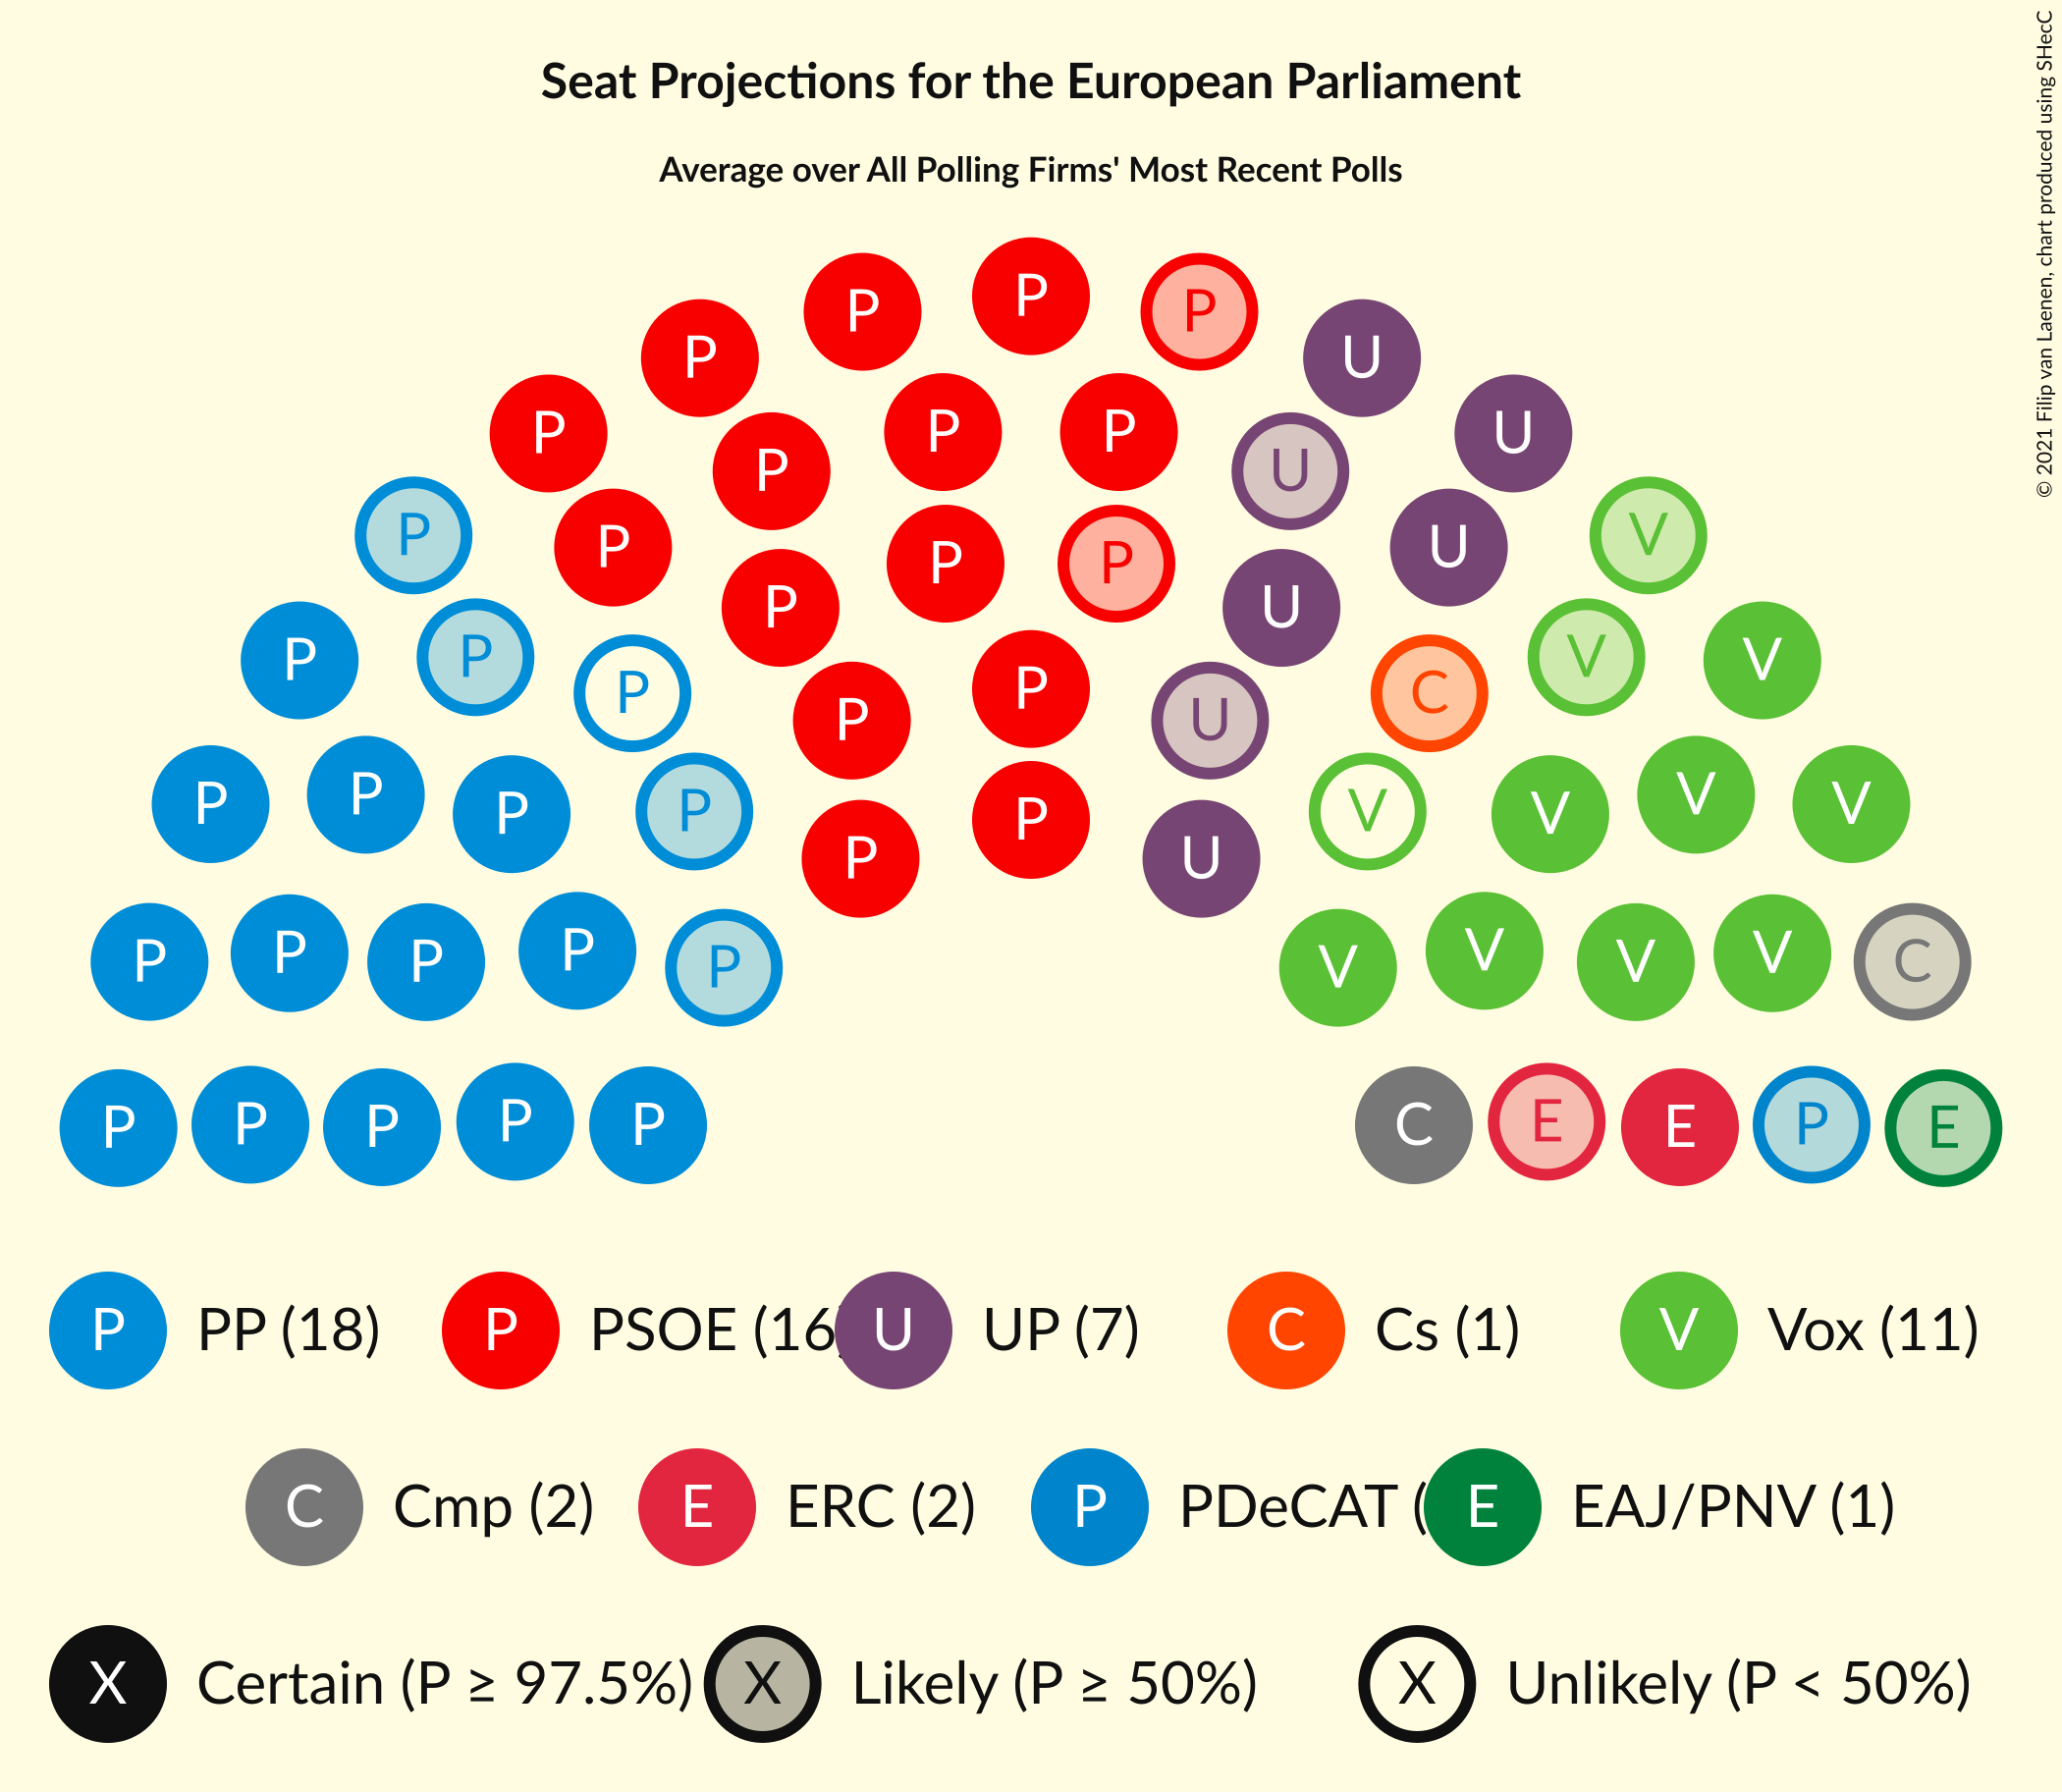 Seat Projections for the European Parliament
Average over All Polling Firms' Most Recent Polls
© 2021 Filip van Laenen, chart produced using SHecC
P P P
P P U
P P P U
P U P
P P U V
P P U
P P V
P P P P C V
P U
P P P P V V V V
P P
P U
P P P P P V V V V C
P P P P P C E E P E
P PP (18) P PSOE (16 U UP (7) C Cs (1) V Vox (11)
C Cmp (2) E ERC (2) P PDeCAT ( E EAJ/PNV (1)
X Certain (P ≥ 97.5%) X Likely (P ≥ 50%) X Unlikely (P < 50%)